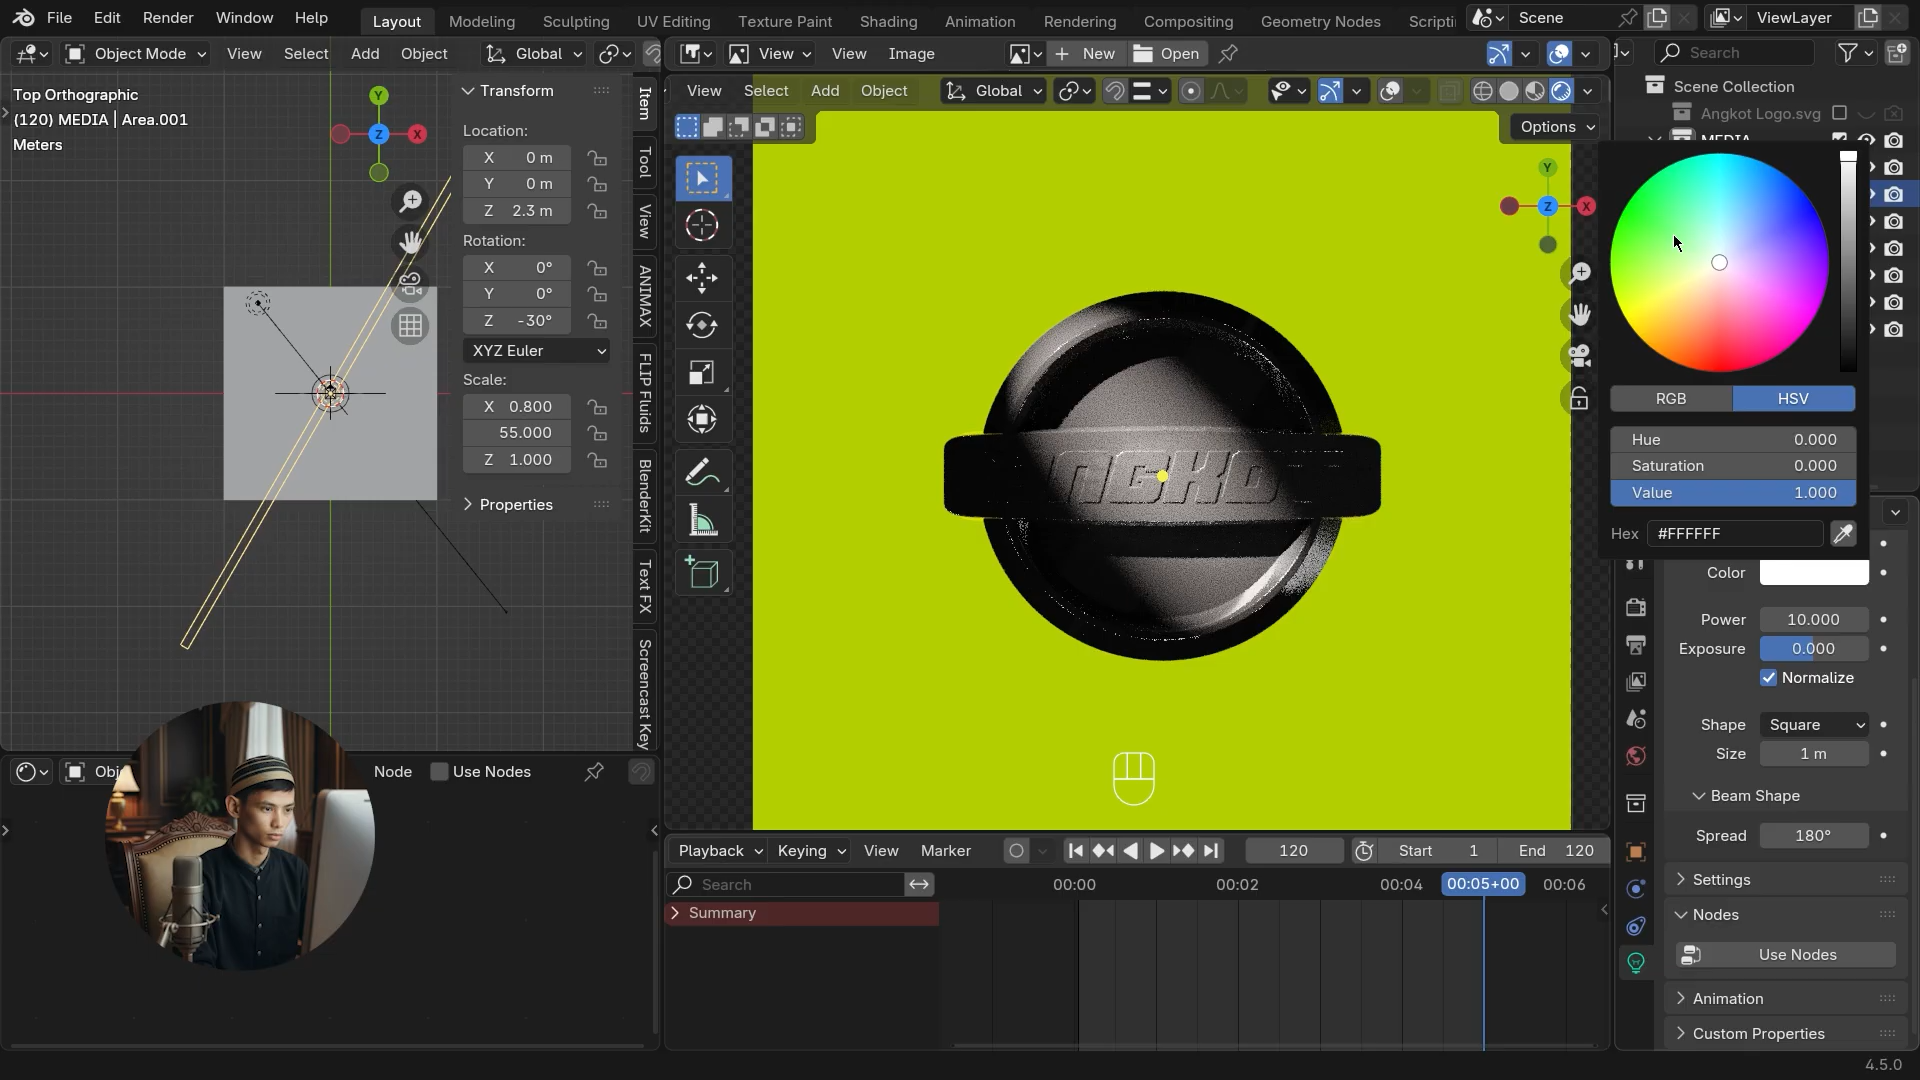 File Edit Render Window Help
Layout Modeling Sculpting UV Editing Texture Paint Shading Animation Rendering Compositing Geometry Nodes Scripti
Scene
ViewLayer
Object Mode View Select Add Object Global
View View Image New Open
Search
Top Orthographic
(120) MEDIA | Area.001
Meters
Y
Z
X
Transform
Location:
X 0 m
Y 0 m
Z 2.3 m
Rotation:
X 0°
Y 0°
Z -30°
XYZ Euler
Scale:
X 0.800
55.000
Z 1.000
Properties
Item
Tool
View
ANIMAX
FLIP Fluids
BlenderKit
Text FX
Screencast Key
View Select Add Object Global
Options
Y
Z
X
NGKO
Scene Collection
Angkot Logo.svg
MEDIA
RGB HSV
Hue 0.000
Saturation 0.000
Value 1.000
Hex #FFFFFF
Color
Power 10.000
Exposure 0.000
Normalize
Shape Square
Size 1 m
Beam Shape
Spread 180°
Settings
Nodes
Use Nodes
Animation
Custom Properties
Obj
Node Use Nodes
Playback Keying View Marker 120 Start 1 End 120
Search
00:00 00:02 00:04 00:05+00 00:06
Summary
4.5.0